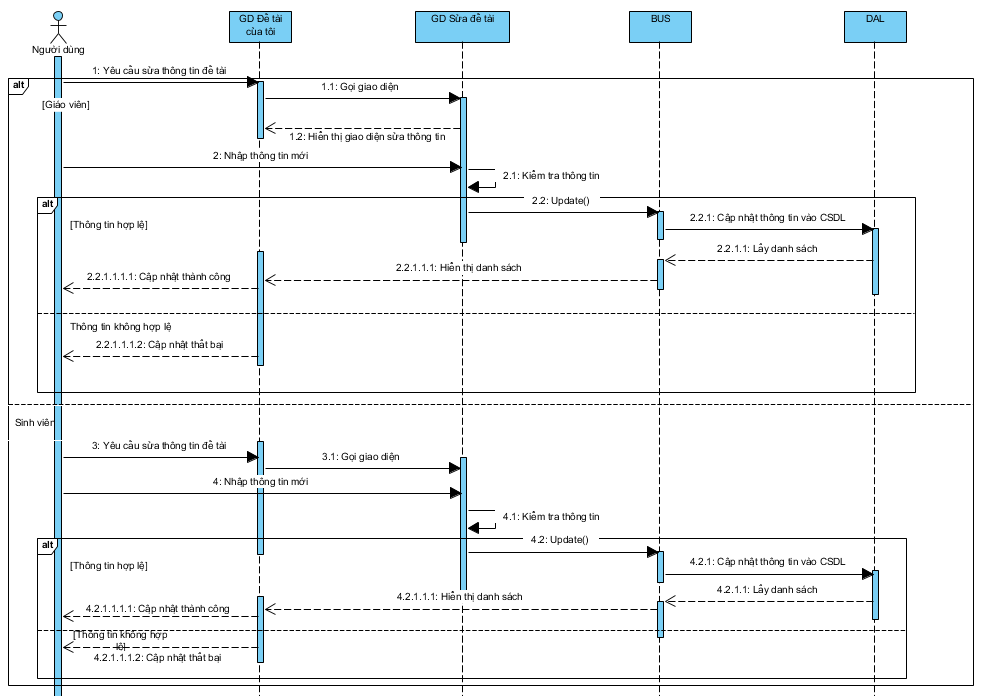 GD Đề tài
của tôi
GD Sửa đề tài
BUS
DAL
Người dùng
alt
1: Yêu cầu sửa thông tin đề tài
1.1: Gọi giao diện
[Giáo viên]
1.2: Hiển thị giao diện sửa thông tin
2: Nhập thông tin mới
2.1: Kiểm tra thông tin
alt
2.2: Update()
[Thông tin hợp lệ]
2.2.1: Cập nhật thông tin vào CSDL
2.2.1.1: Lấy danh sách
2.2.1.1.1: Hiển thị danh sách
2.2.1.1.1.1: Cập nhật thành công
Thông tin không hợp lệ
2.2.1.1.1.2: Cập nhật thất bại
Sinh viên
3: Yêu cầu sửa thông tin đề tài
3.1: Gọi giao diện
4: Nhập thông tin mới
4.1: Kiểm tra thông tin
alt
4.2: Update()
[Thông tin hợp lệ]
4.2.1: Cập nhật thông tin vào CSDL
4.2.1.1: Lấy danh sách
4.2.1.1.1: Hiển thị danh sách
4.2.1.1.1.1: Cập nhật thành công
[Thông tin không hợp
lệ]
4.2.1.1.1.2: Cập nhật thất bại